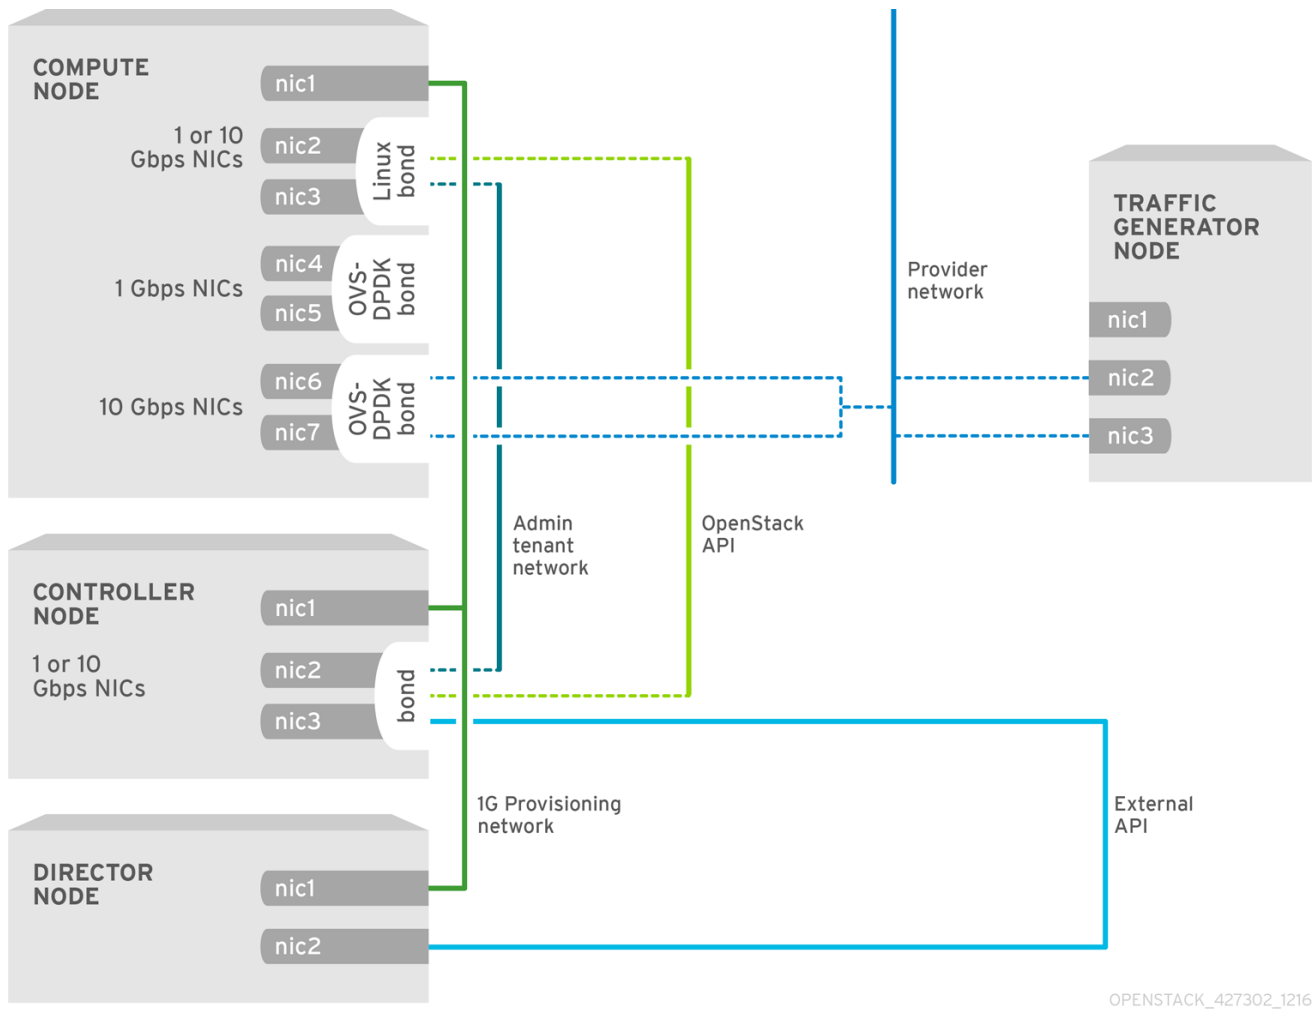 COMPUTE
NODE
nic1
1 or 10
Gbps NICs
nic2
nic3
Linux
bond
1 Gbps NICs
nic4
nic5
OVS-
DPDK
bond
10 Gbps NICs
nic6
nic7
OVS-
DPDK
bond
Provider
network
TRAFFIC
GENERATOR
NODE
nic1
nic2
nic3
Admin
tenant
network
OpenStack
API
CONTROLLER
NODE
nic1
1 or 10
Gbps NICs
nic2
nic3
bond
1G Provisioning
network
External
API
DIRECTOR
NODE
nic1
nic2
OPENSTACK_427302_1216